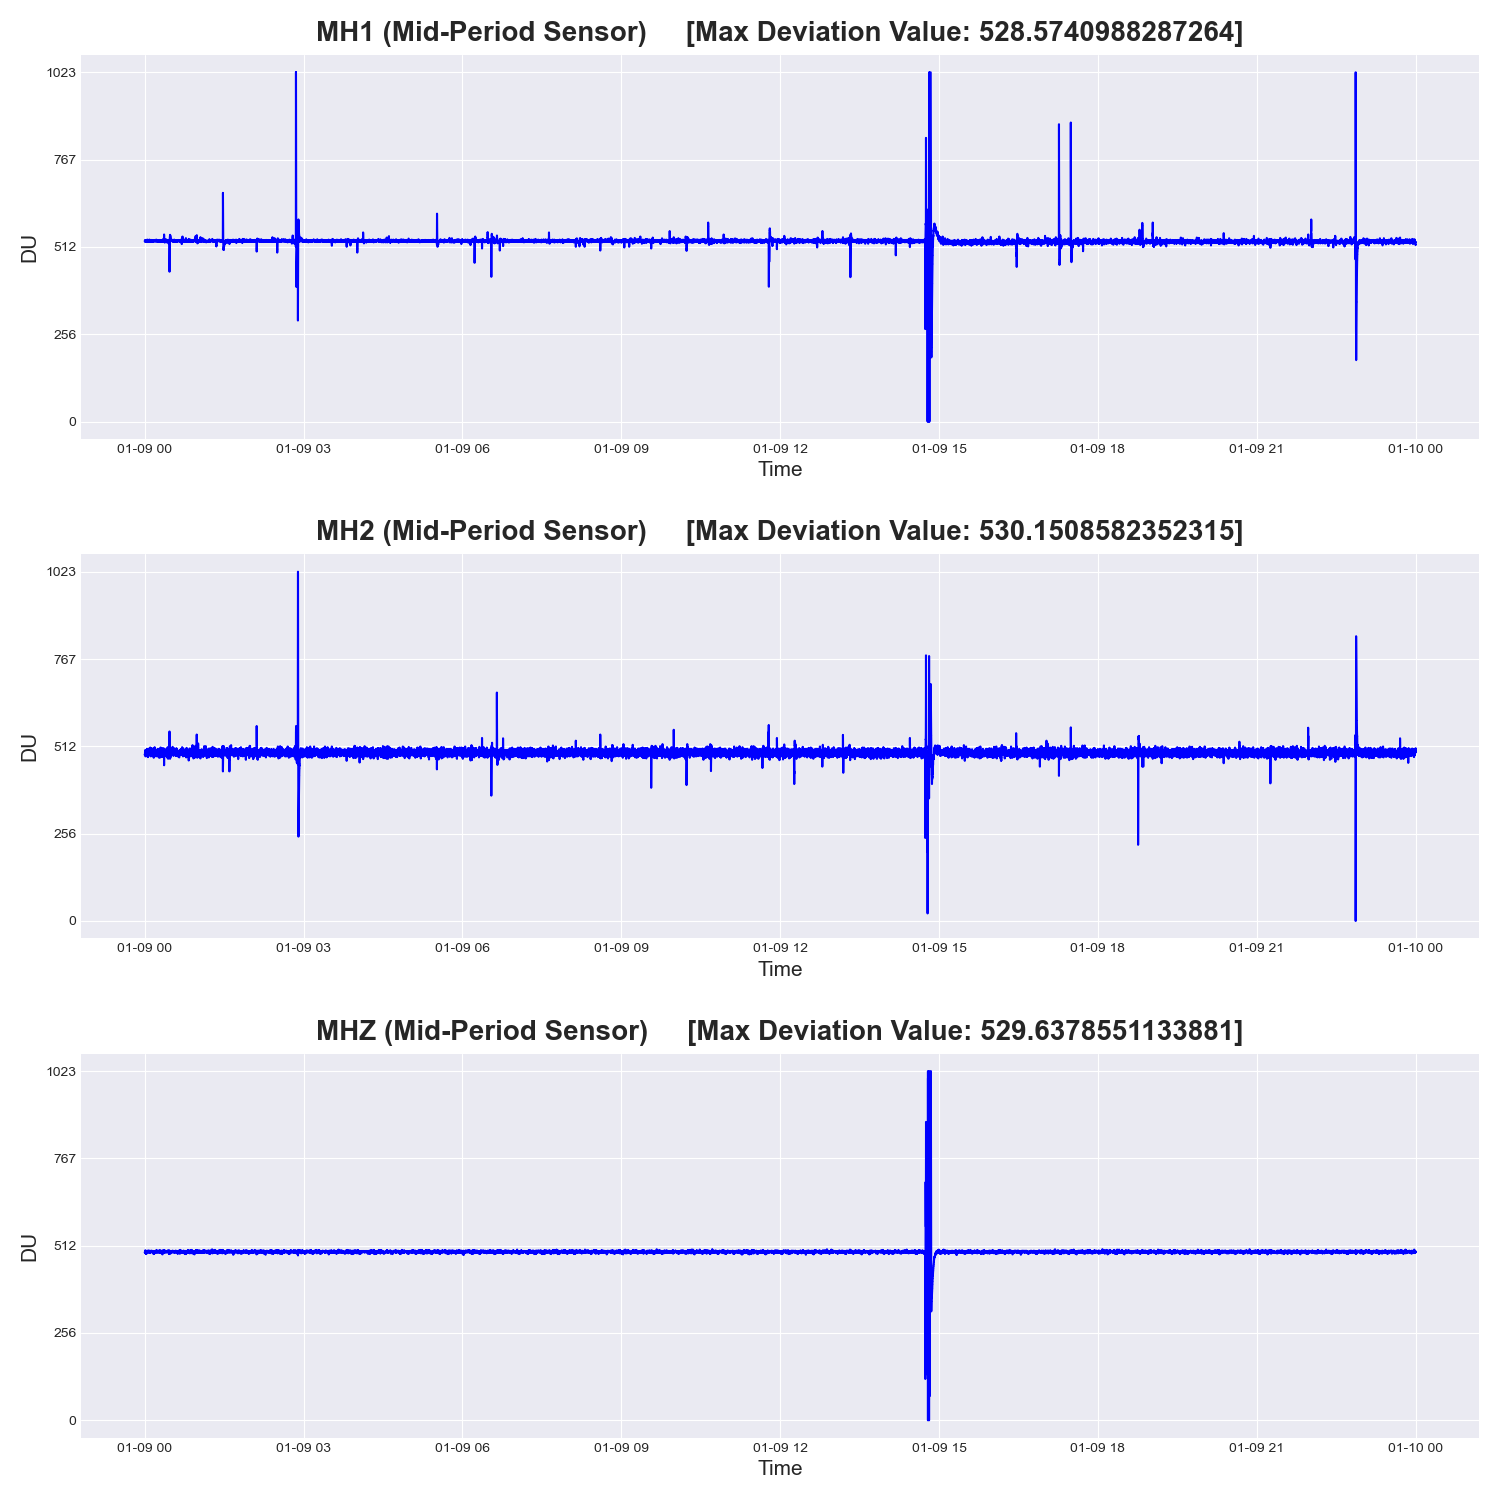 MH1 (Mid-Period Sensor) [Max Deviation Value: 528.5740988287264]
1023
767
512
256
0
DU
01-09 00 01-09 03 01-09 06 01-09 09 01-09 12 01-09 15 01-09 18 01-09 21 01-10 00
Time
MH2 (Mid-Period Sensor) [Max Deviation Value: 530.1508582352315]
1023
767
512
256
0
DU
01-09 00 01-09 03 01-09 06 01-09 09 01-09 12 01-09 15 01-09 18 01-09 21 01-10 00
Time
MHZ (Mid-Period Sensor) [Max Deviation Value: 529.6378551133881]
1023
767
512
256
0
DU
01-09 00 01-09 03 01-09 06 01-09 09 01-09 12 01-09 15 01-09 18 01-09 21 01-10 00
Time